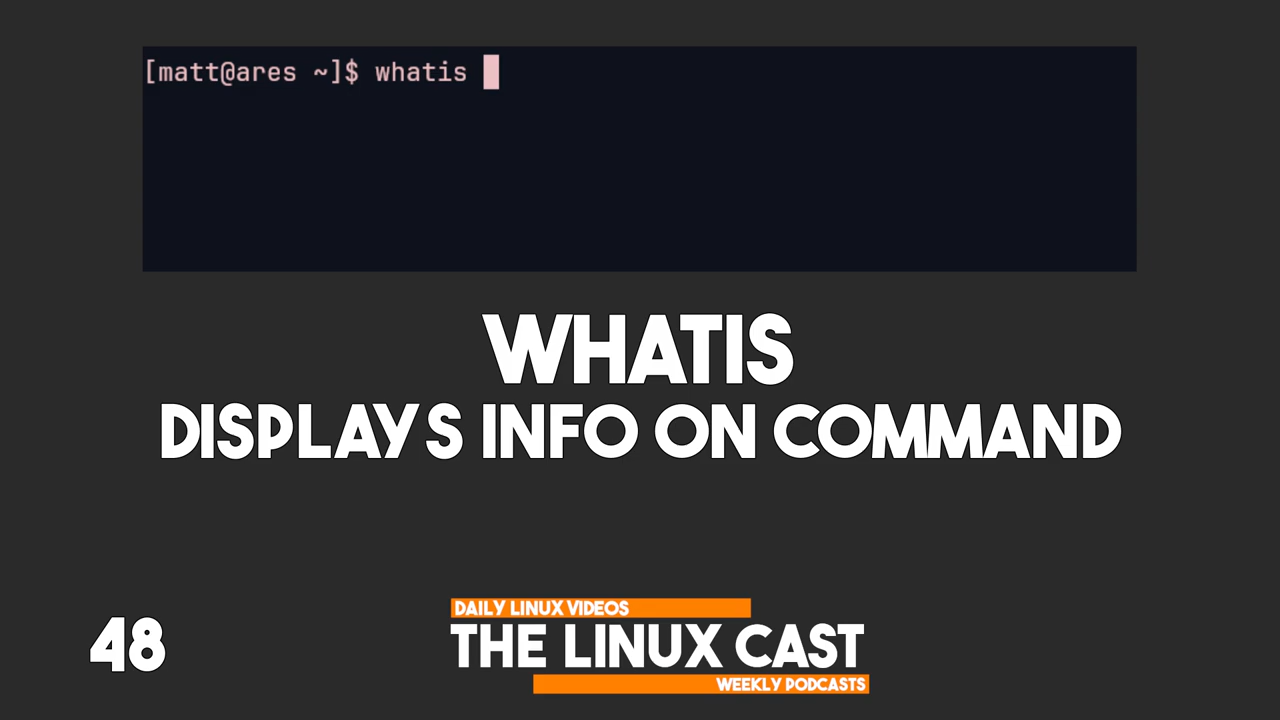 [matt@ares ~]$ whatis
WHATIS
DISPLAYS INFO ON COMMAND
48
DAILY LINUX VIDEOS
THE LINUX CAST
WEEKLY PODCASTS